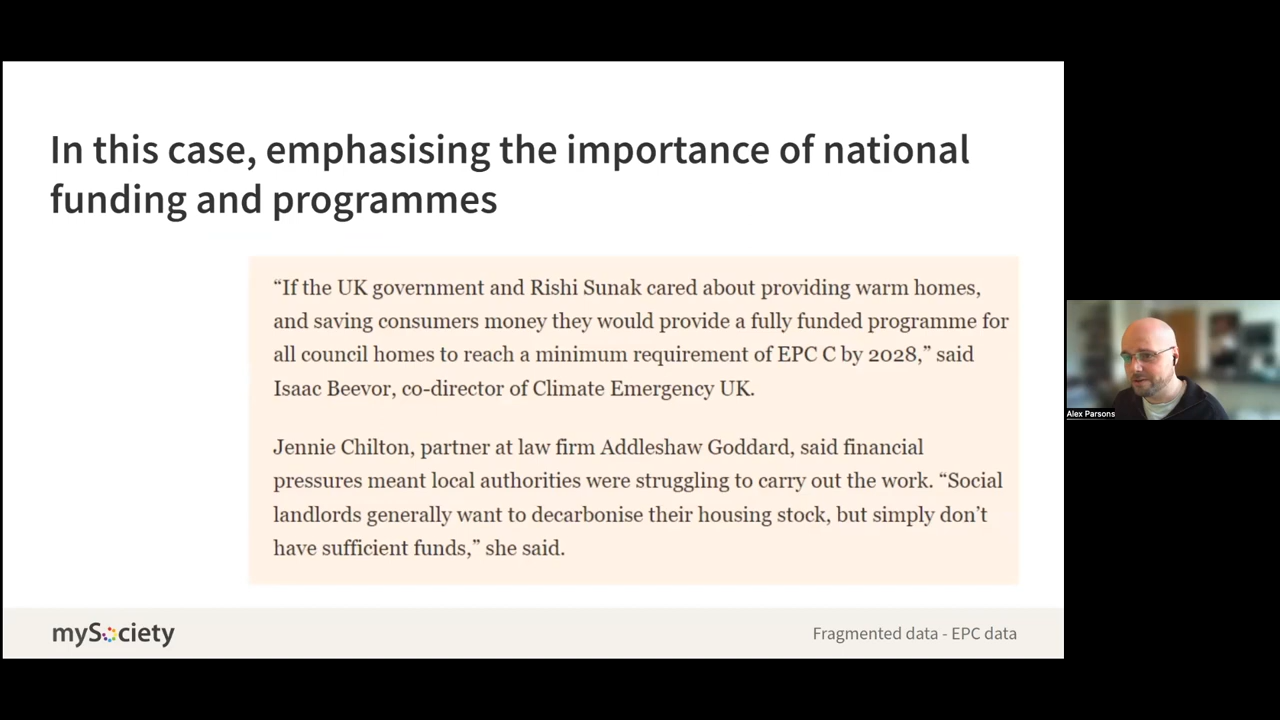 In this case, emphasising the importance of national
funding and programmes
“If the UK government and Rishi Sunak cared about providing warm homes,
and saving consumers money they would provide a fully funded programme for
all council homes to reach a minimum requirement of EPC C by 2028,” said
Isaac Beevor, co-director of Climate Emergency UK.
Jennie Chilton, partner at law firm Addleshaw Goddard, said financial
pressures meant local authorities were struggling to carry out the work. “Social
landlords generally want to decarbonise their housing stock, but simply don’t
have sufficient funds,” she said.
mySociety
Fragmented data - EPC data
Alex Parsons